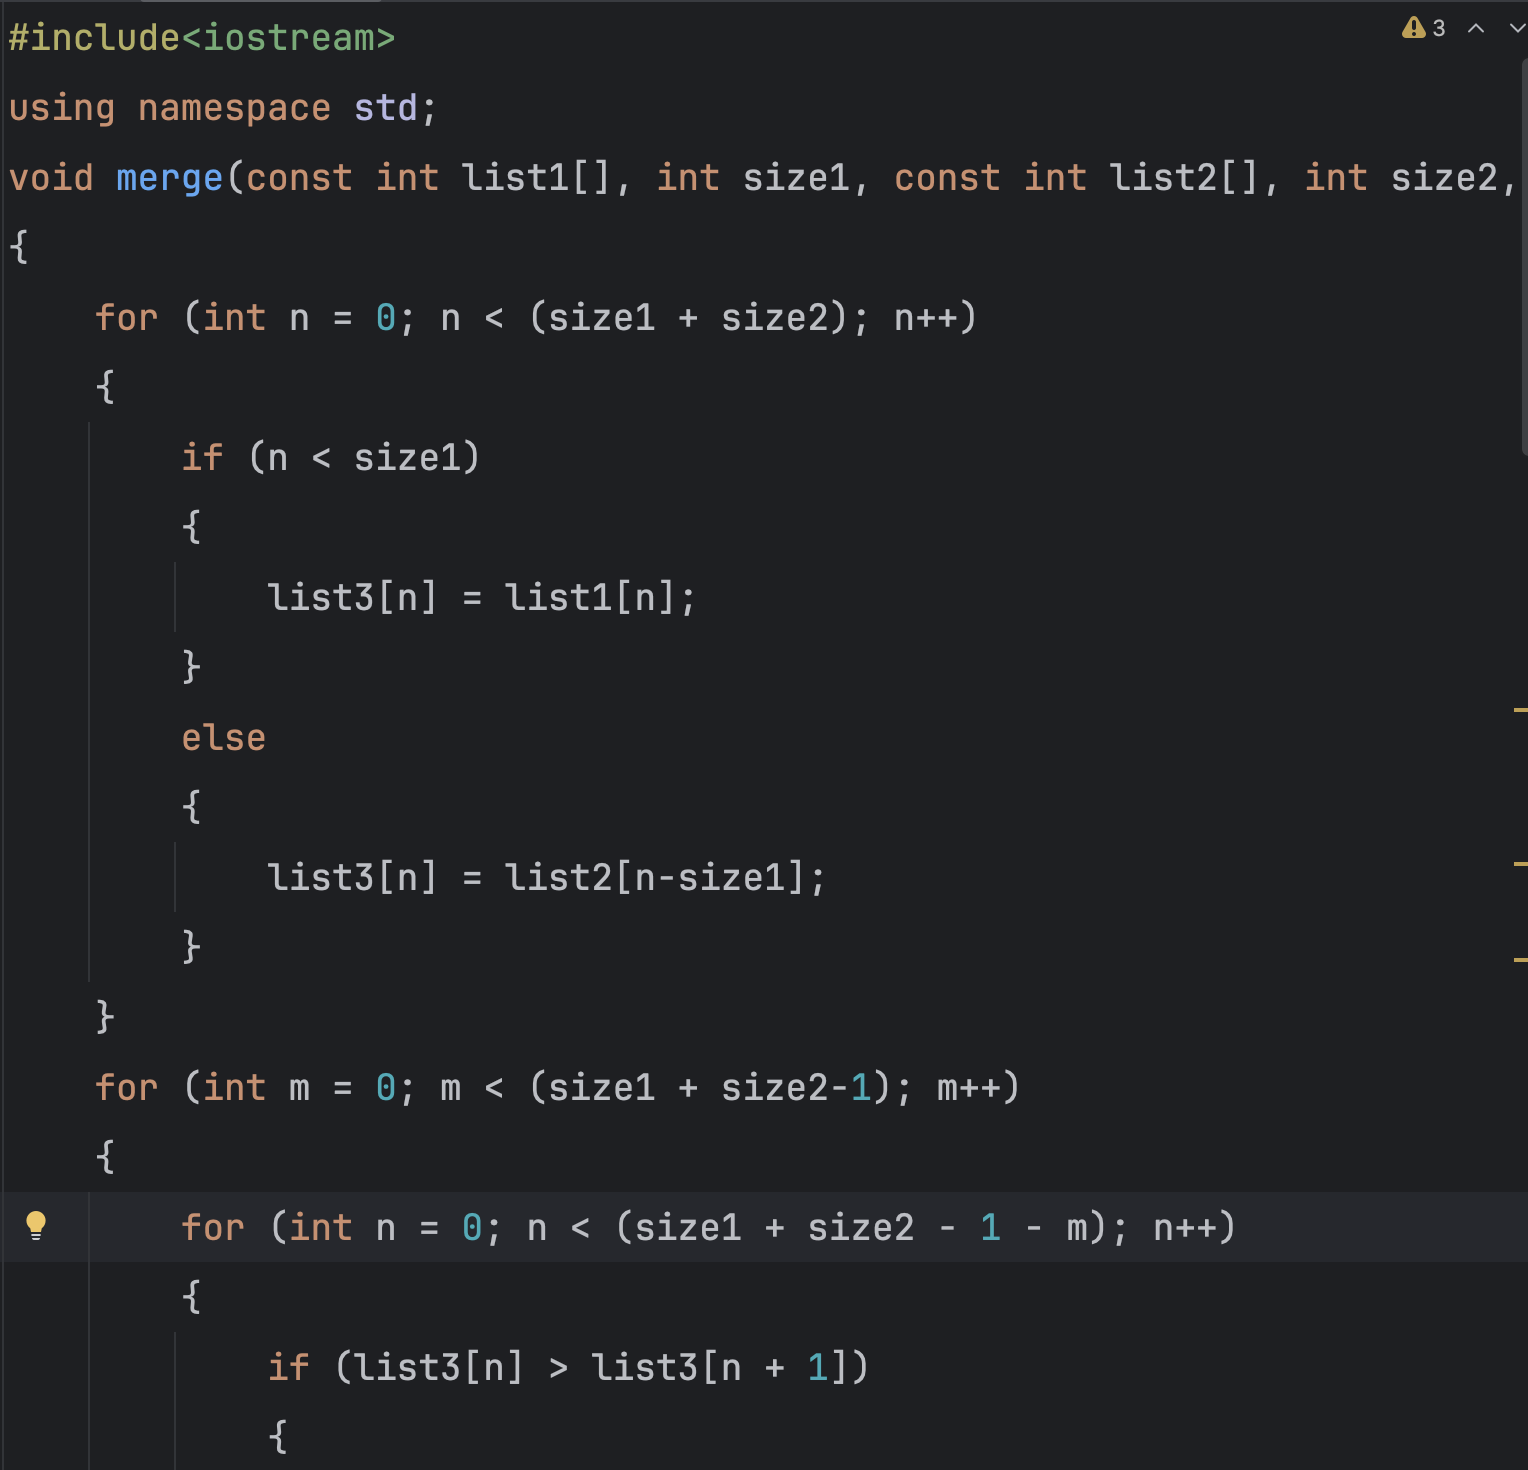 #include<iostream>
3
using namespace std;
void merge(const int list1[], int size1, const int list2[], int size2,
{
for (int n = 0; n < (size1 + size2); n++)
{
if (n < size1)
{
list3[n] = list1[n];
}
else
{
list3[n] = list2[n-size1];
}
}
for (int m = 0; m < (size1 + size2-1); m++)
{
for (int n = 0; n < (size1 + size2 - 1 - m); n++)
{
if (list3[n] > list3[n + 1])
{